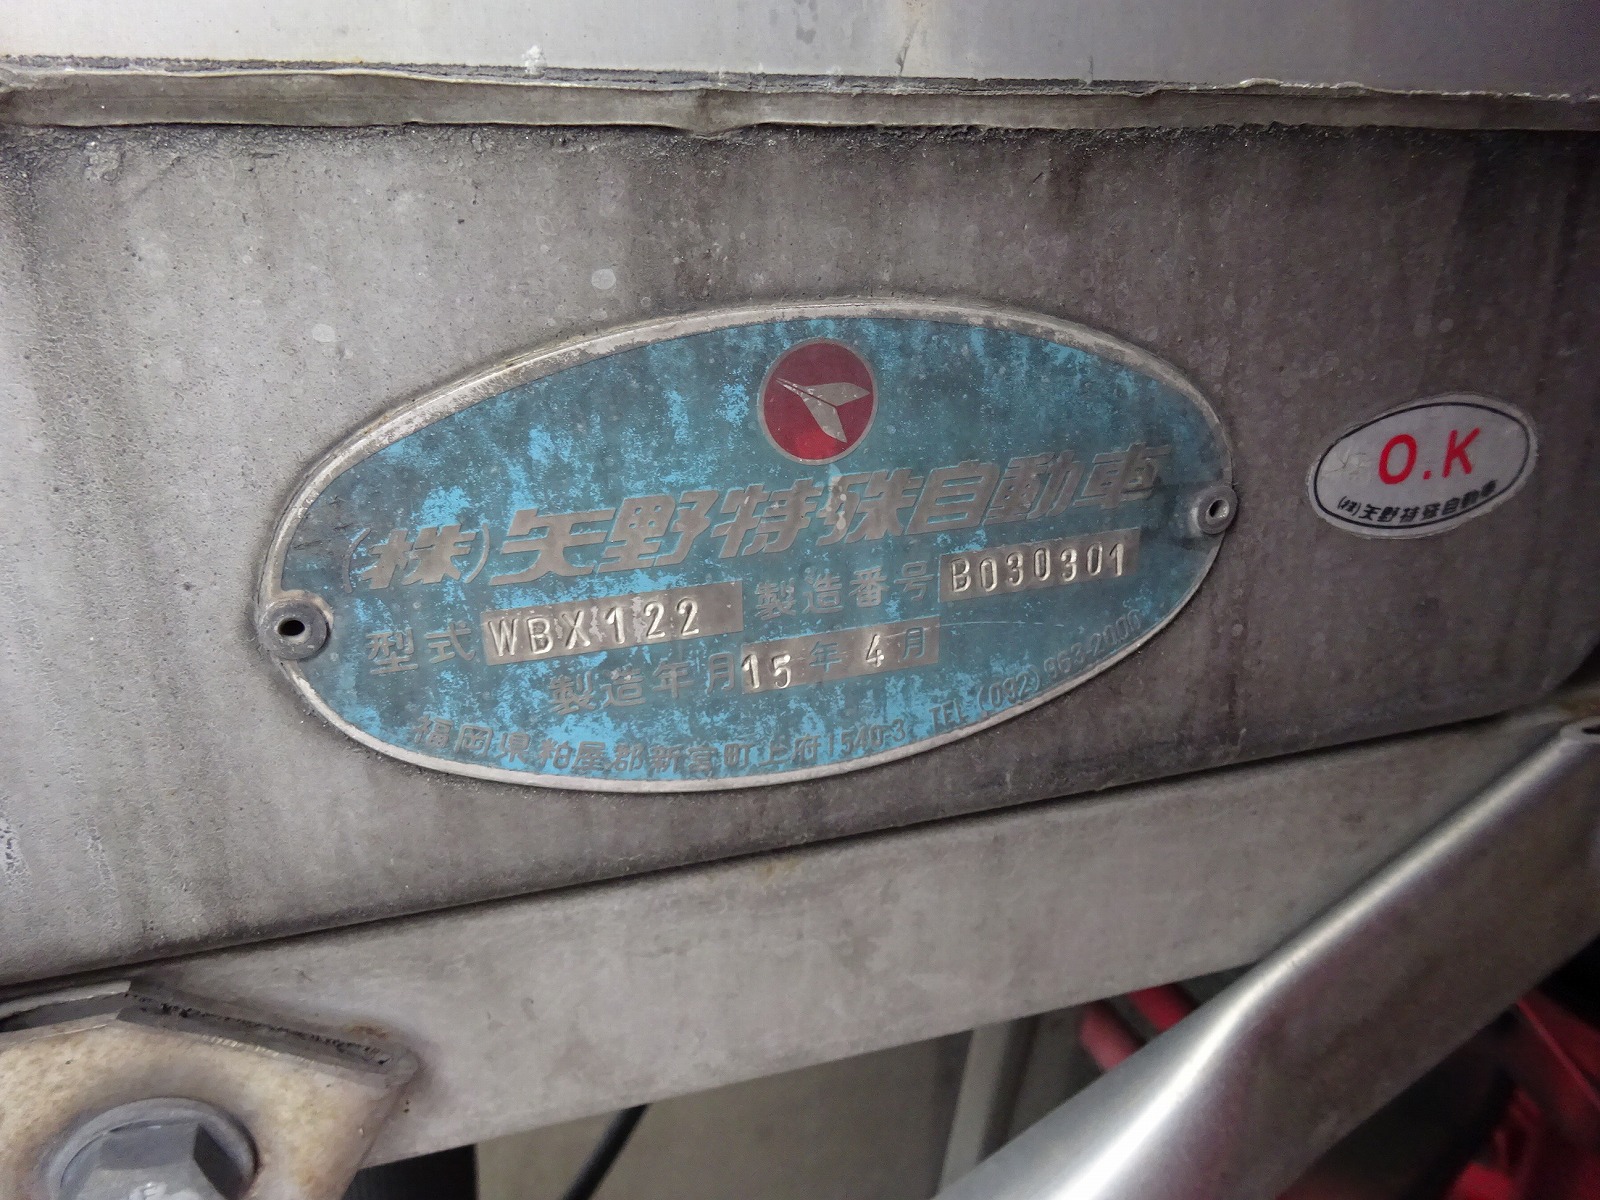 (株)矢野特殊自動車
型式 WBX122 製造番号 B030301
製造年月 15年 4月
福岡県粕屋郡新宮町上府1540-3 TEL (092) 963-2000
O.K
(株)矢野特殊自動車